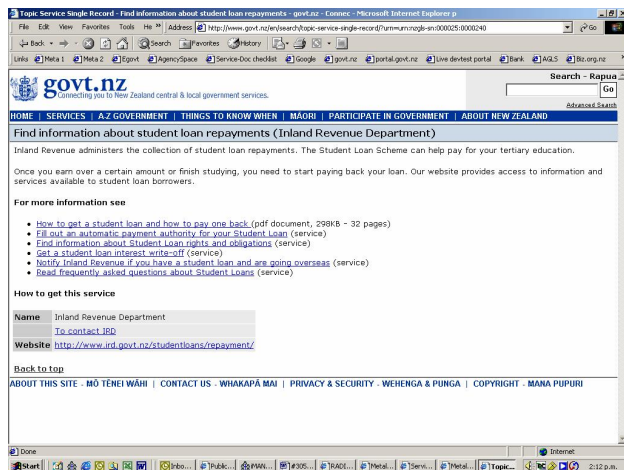 Topic Service Single Record - Find information about student loan repayments - govt.nz - Connec - Microsoft Internet Explorer p
File Edit View Favorites Tools He » Address http://www.govt.nz/en/search/topic-service-single-record/?urn=urn:nzgls-sn:000025:0000240 Go
Back Search Favorites History
Links Meta 1 Meta 2 Egovt AgencySpace Service-Doc checklist Google govt.nz portal.govt.nz Live devtest portal Bank AGLS Biz.org.nz
govt.nz
Connecting you to New Zealand central & local government services.
Search - Rapua
Go
Advanced Search
HOME | SERVICES | A-Z GOVERNMENT | THINGS TO KNOW WHEN | MĀORI | PARTICIPATE IN GOVERNMENT | ABOUT NEW ZEALAND
Find information about student loan repayments (Inland Revenue Department)
Inland Revenue administers the collection of student loan repayments. The Student Loan Scheme can help pay for your tertiary education.
Once you earn over a certain amount or finish studying, you need to start paying back your loan. Our website provides access to information and
services available to student loan borrowers.
For more information see
• How to get a student loan and how to pay one back (pdf document, 298KB - 32 pages)
• Fill out an automatic payment authority for your Student Loan (service)
• Find information about Student Loan rights and obligations (service)
• Get a student loan interest write-off (service)
• Notify Inland Revenue if you have a student loan and are going overseas (service)
• Read frequently asked questions about Student Loans (service)
How to get this service
Name Inland Revenue Department
To contact IRD
Website http://www.ird.govt.nz/studentloans/repayment/
Back to top
ABOUT THIS SITE - MŌ TĒNEI WĀHI | CONTACT US - WHAKAPĀ MAI | PRIVACY & SECURITY - WEHENGA & PUNGA | COPYRIGHT - MANA PUPURI
Done Internet
Start Inbo... Public... iMAN... #305... RADI... Metal... Servi... Metal... Topic... 2:12 p.m.